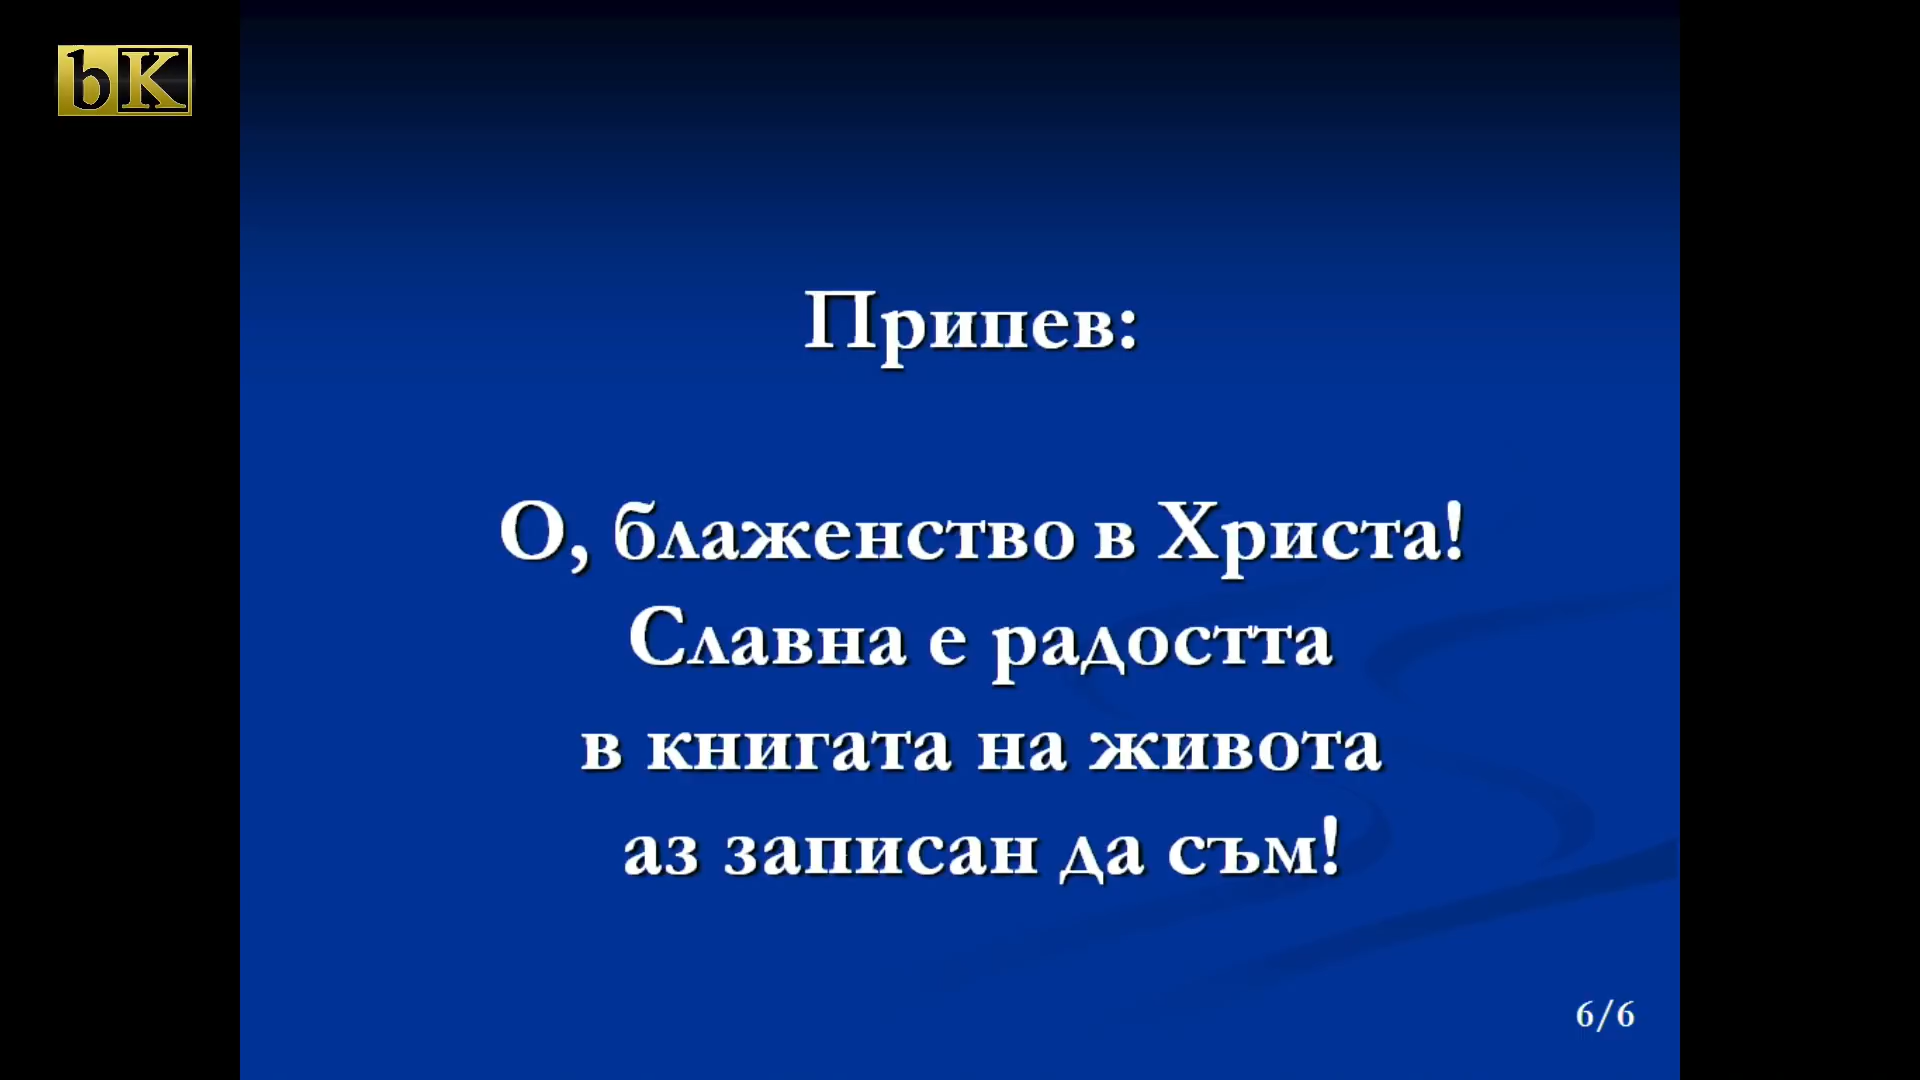 bK
Припев:
О, блаженство в Христа!
Славна е радостта
в книгата на живота
аз записан да съм!
6/6